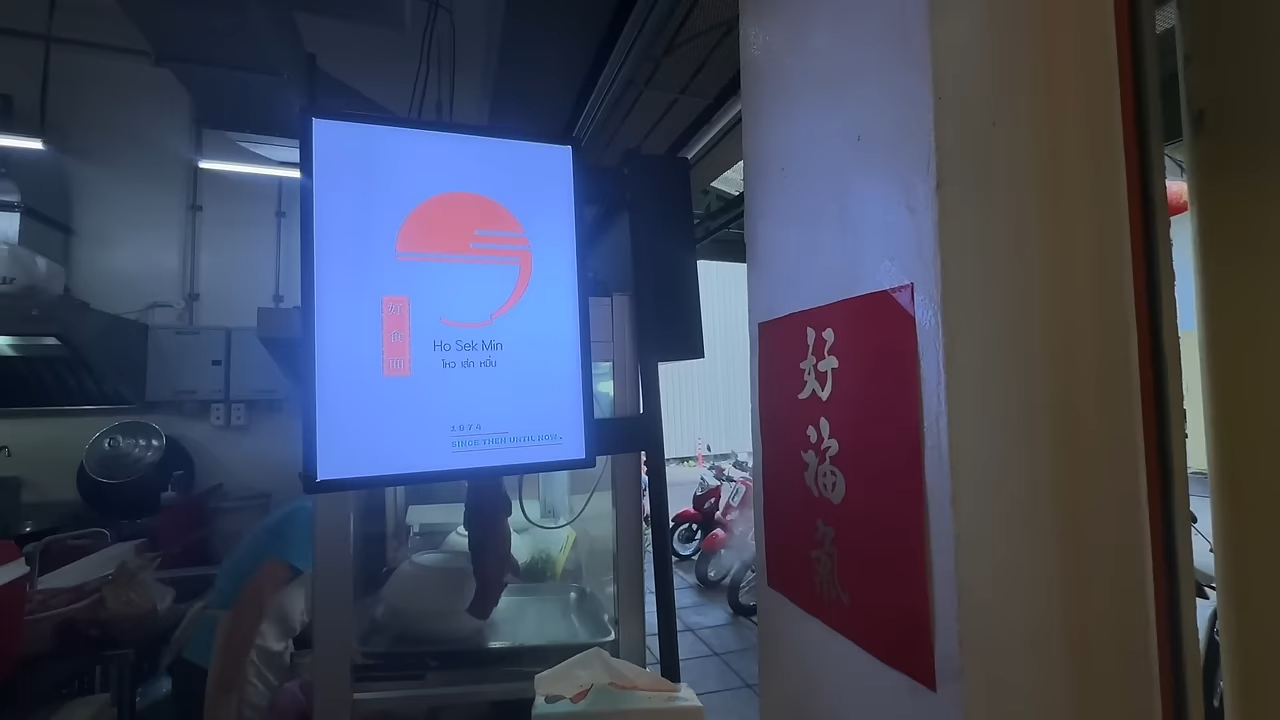 好
食
麵
Ho Sek Min
โหว เส่ก หมิ่น
1974
SINCE THEN UNTIL NOW.
好
福
氣